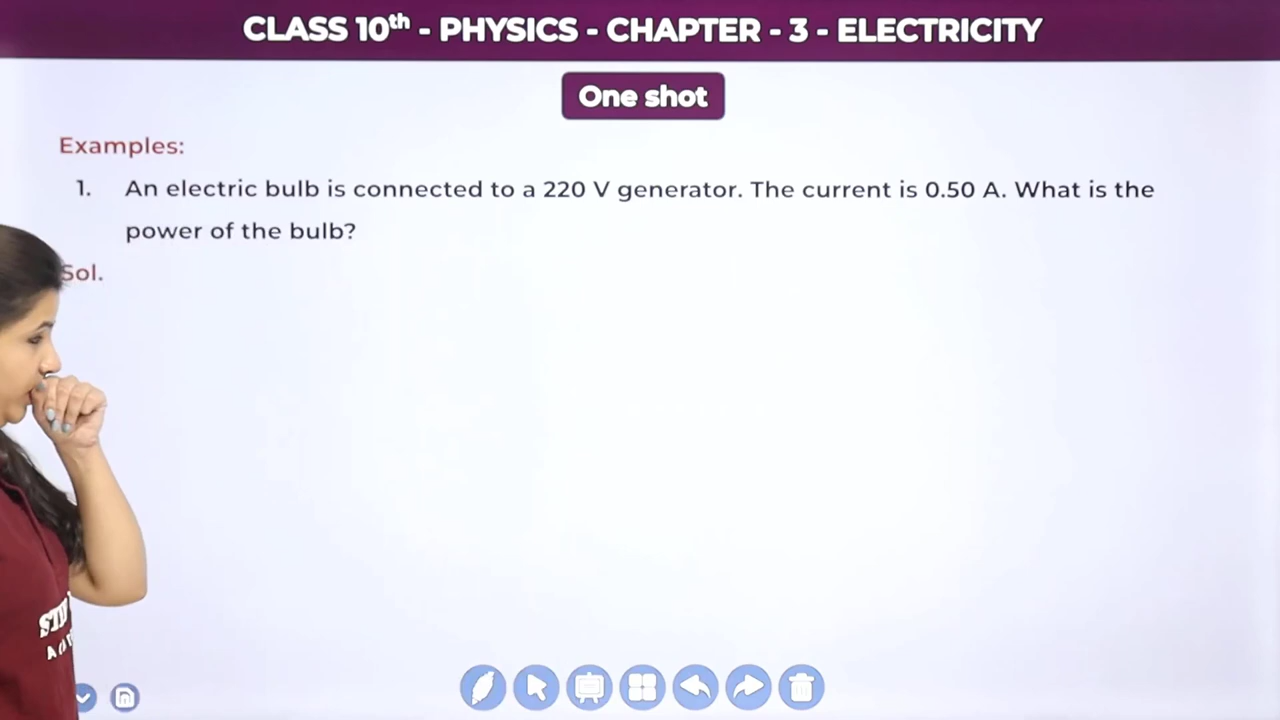 CLASS 10th - PHYSICS - CHAPTER - 3 - ELECTRICITY
One shot
Examples:
1. An electric bulb is connected to a 220 V generator. The current is 0.50 A. What is the
power of the bulb?
Sol.